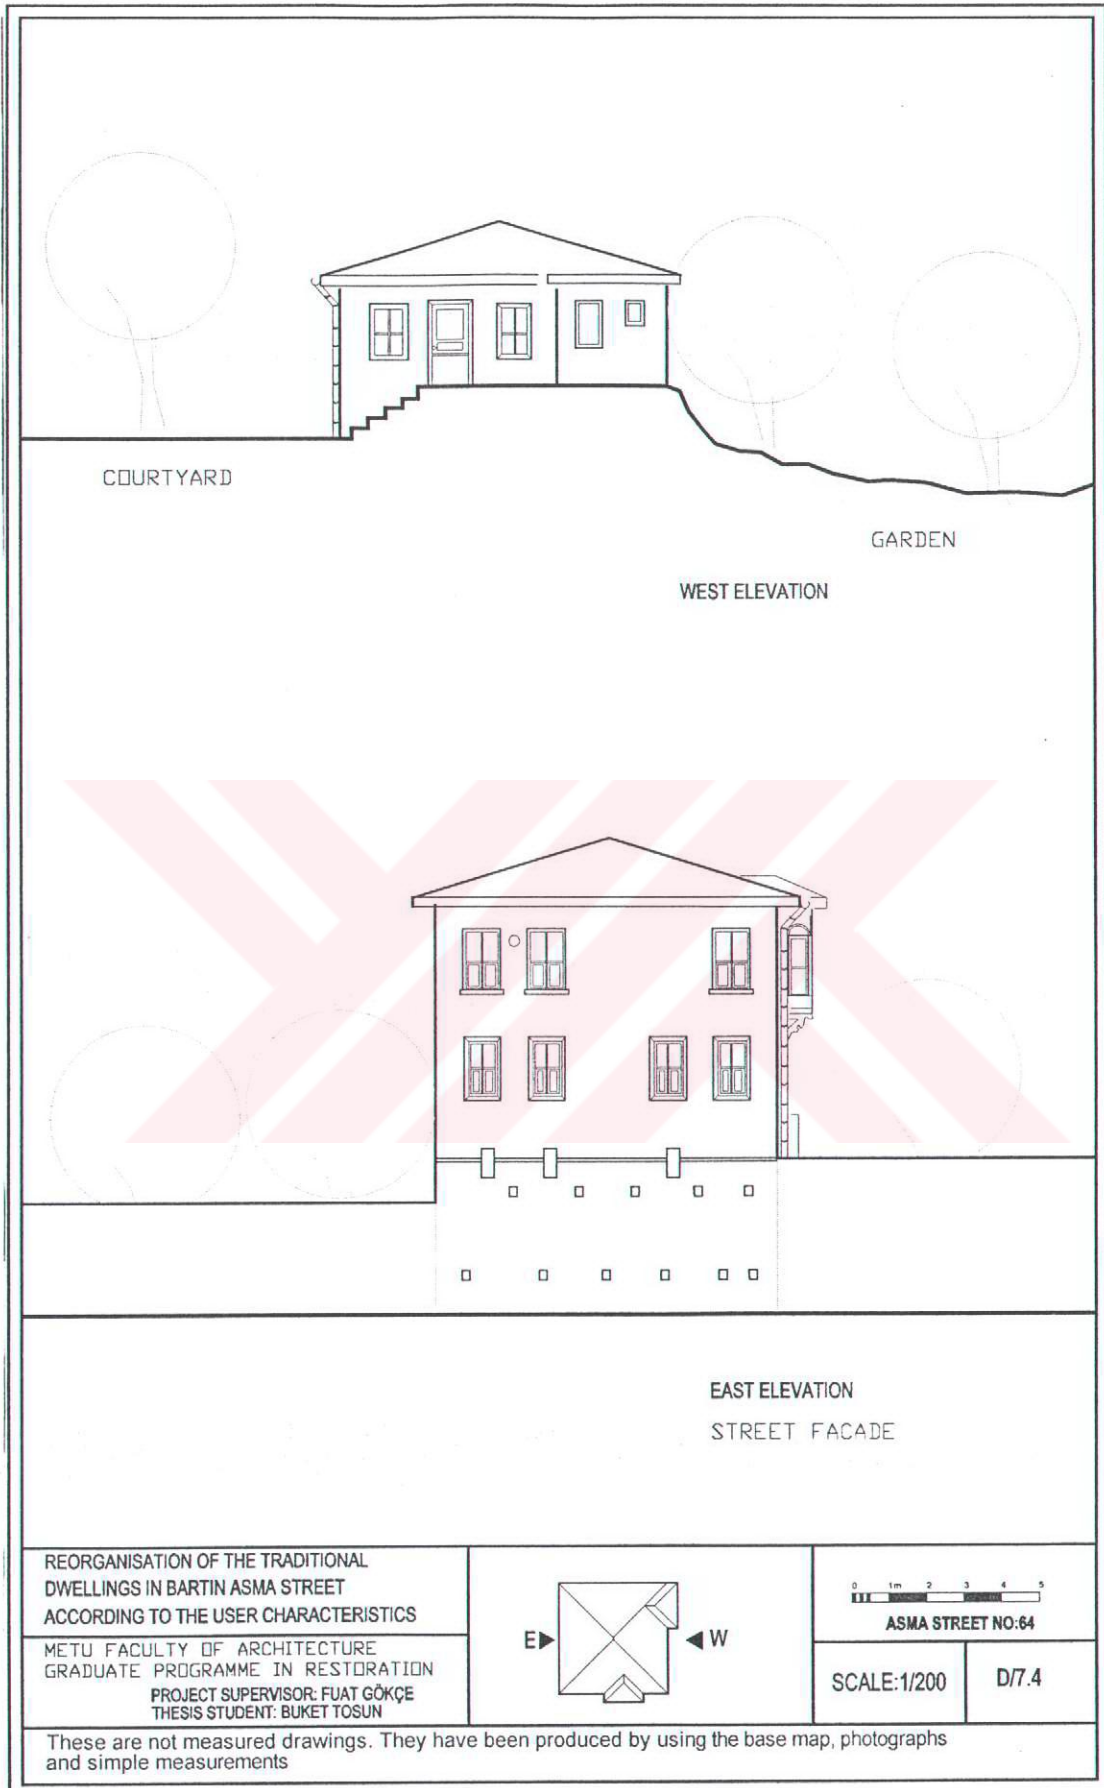 COURTYARD
GARDEN
WEST ELEVATION
EAST ELEVATION
STREET FACADE
REORGANISATION OF THE TRADITIONAL
DWELLINGS IN BARTIN ASMA STREET
ACCORDING TO THE USER CHARACTERISTICS
METU FACULTY OF ARCHITECTURE
GRADUATE PROGRAMME IN RESTORATION
PROJECT SUPERVISOR: FUAT GÖKÇE
THESIS STUDENT: BUKET TOSUN
E
W
0 1m 2 3 4 5
ASMA STREET NO:64
SCALE:1/200
D/7.4
These are not measured drawings. They have been produced by using the base map, photographs
and simple measurements